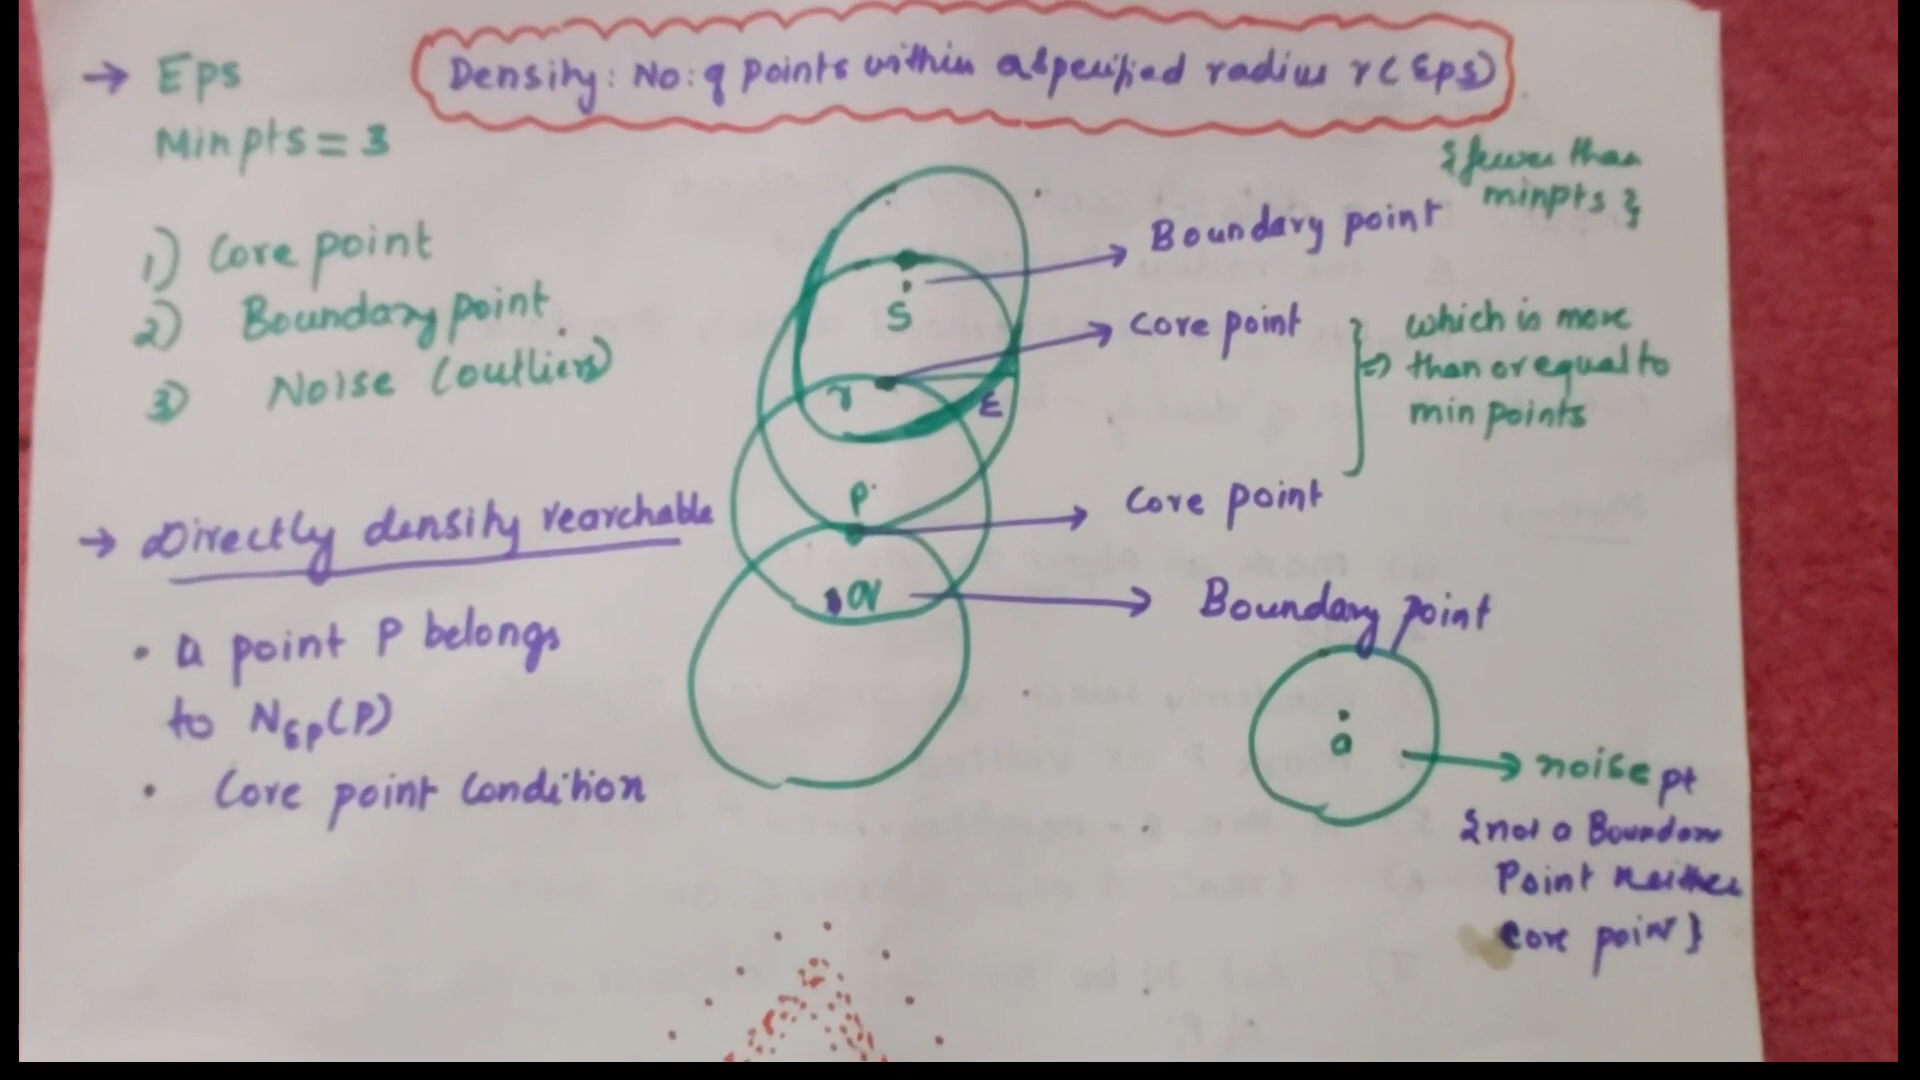 → Eps
Min pts = 3
Density: No: of points within a specified radius r (Eps)
1) Core point
2) Boundary point
3) Noise (outliers)
{fewer than
minpts }
Boundary point
S
Core point
} ⇒ which is more
than or equal to
min points
r
ε
P
Core point
→ Directly density rearchable
q
Boundary point
• a point P belongs
to NEp(P)
• Core point Condition
a
noise pt
{not a Boundary
Point neither
core point}